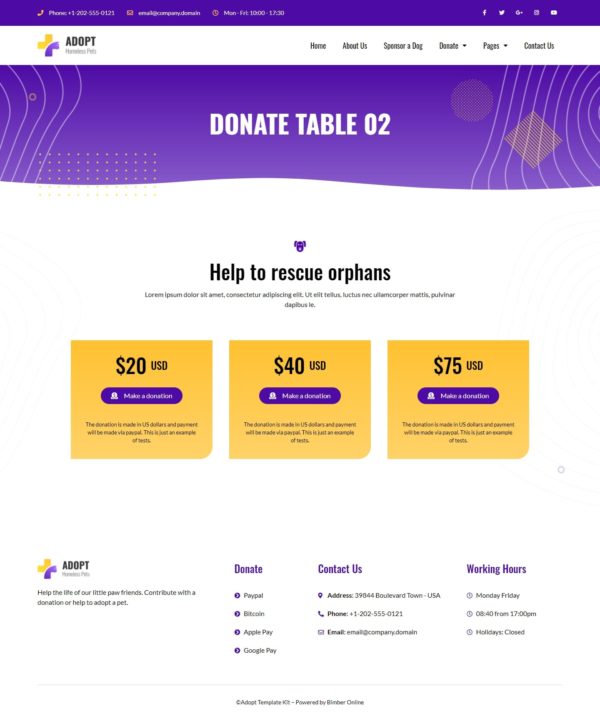 Phone: +1-202-555-0121 email@company.domain Mon - Fri: 10:00 - 17:30
ADOPT
Homeless Pets
Home About Us Sponsor a Dog Donate Pages Contact Us
DONATE TABLE 02
Help to rescue orphans
Lorem ipsum dolor sit amet, consectetur adipiscing elit. Ut elit tellus, luctus nec ullamcorper mattis, pulvinar
dapibus le.
$20 USD
Make a donation
The donation is made in US dollars and payment
will be made via paypal. This is just an example
of tests.
$40 USD
Make a donation
The donation is made in US dollars and payment
will be made via paypal. This is just an example
of tests.
$75 USD
Make a donation
The donation is made in US dollars and payment
will be made via paypal. This is just an example
of tests.
ADOPT
Homeless Pets
Help the life of our little paw friends. Contribute with a
donation or help to adopt a pet.
Donate
Paypal
Bitcoin
Apple Pay
Google Pay
Contact Us
Address: 39844 Boulevard Town - USA
Phone: +1-202-555-0121
Email: email@company.domain
Working Hours
Monday Friday
08:40 from 17:00pm
Holidays: Closed
©Adopt Template Kit – Powered by Bimber Online